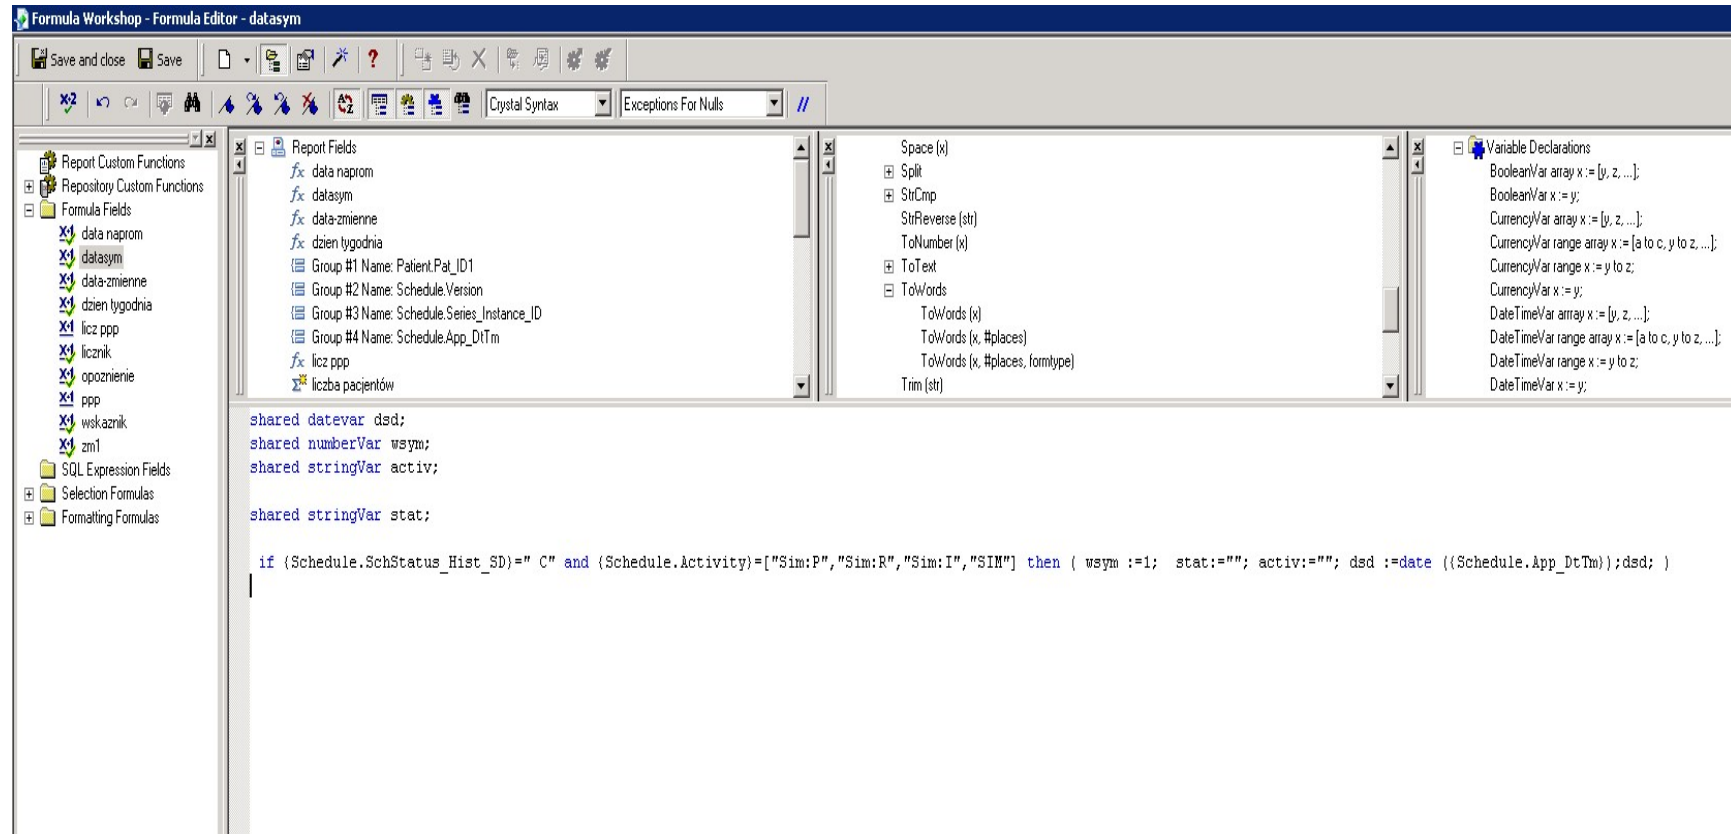 Formula Workshop - Formula Editor - datasym
Save and close Save
Crystal Syntax Exceptions For Nulls //
Report Custom Functions
Repository Custom Functions
Formula Fields
data naprom
datasym
data-zmienne
dzien tygodnia
licz ppp
licznik
opoznienie
ppp
wskaznik
zm1
SQL Expression Fields
Selection Formulas
Formatting Formulas
Report Fields
data naprom
datasym
data-zmienne
dzien tygodnia
Group #1 Name: Patient.Pat_ID1
Group #2 Name: Schedule.Version
Group #3 Name: Schedule.Series_Instance_ID
Group #4 Name: Schedule.App_DtTm
licz ppp
liczba pacjentów
Space (x)
Split
StrCmp
StrReverse (str)
ToNumber (x)
ToText
ToWords
ToWords (x)
ToWords (x, #places)
ToWords (x, #places, formtype)
Trim (str)
Variable Declarations
BooleanVar array x := [y, z, ...];
BooleanVar x := y;
CurrencyVar array x := [y, z, ...];
CurrencyVar range array x := [a to c, y to z, ...];
CurrencyVar range x := y to z;
CurrencyVar x := y;
DateTimeVar arrray x := [y, z, ...];
DateTimeVar range array x := [a to c, y to z, ...];
DateTimeVar range x := y to z;
DateTimeVar x := y;
shared datevar dsd;
shared numberVar wsym;
shared stringVar activ;
shared stringVar stat;
if {Schedule.SchStatus_Hist_SD}=" C" and {Schedule.Activity}=["Sim:P","Sim:R","Sim:I","SIM"] then ( wsym :=1; stat:=""; activ:=""; dsd :=date ({Schedule.App_DtTm});dsd; )